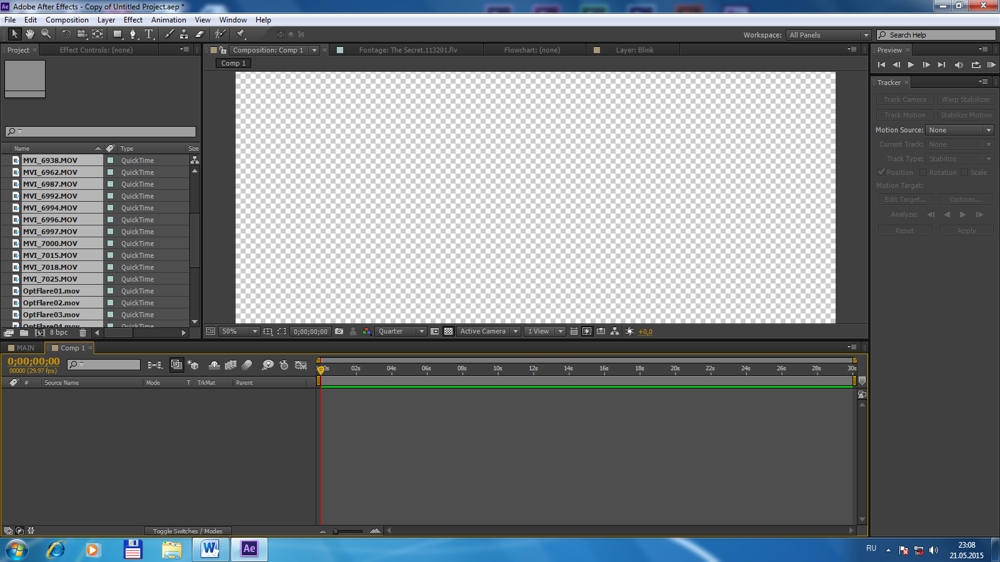 Ae Adobe After Effects - Copy of Untitled Project.aep *
File Edit Composition Layer Effect Animation View Window Help
T Workspace: All Panels Search Help
Project × Effect Controls: (none) Composition: Comp 1 × Footage: The Secret.113201.flv Flowchart: (none) Layer: Blink Preview ×
Comp 1
Tracker ×
Track Camera Warp Stabilizer
Track Motion Stabilize Motion
Motion Source: None
Current Track: None
Track Type: Stabilize
Position Rotation Scale
Motion Target:
Edit Target... Options...
Analyze:
Reset Apply
Name Type Size
MVI_6938.MOV QuickTime
MVI_6962.MOV QuickTime
MVI_6987.MOV QuickTime
MVI_6992.MOV QuickTime
MVI_6994.MOV QuickTime
MVI_6996.MOV QuickTime
MVI_6997.MOV QuickTime
MVI_7000.MOV QuickTime
MVI_7015.MOV QuickTime
MVI_7018.MOV QuickTime
MVI_7025.MOV QuickTime
OptFlare01.mov QuickTime
OptFlare02.mov QuickTime
OptFlare03.mov QuickTime
OptFlare04.mov QuickTime
8 bpc 50% 0;00;00;00 Quarter Active Camera 1 View +0,0
MAIN Comp 1 ×
0;00;00;00
00000 (29.97 fps)
0s 02s 04s 06s 08s 10s 12s 14s 16s 18s 20s 22s 24s 26s 28s 30s
# Source Name Mode T TrkMat Parent
Toggle Switches / Modes
W Ae RU 23:08
21.05.2015